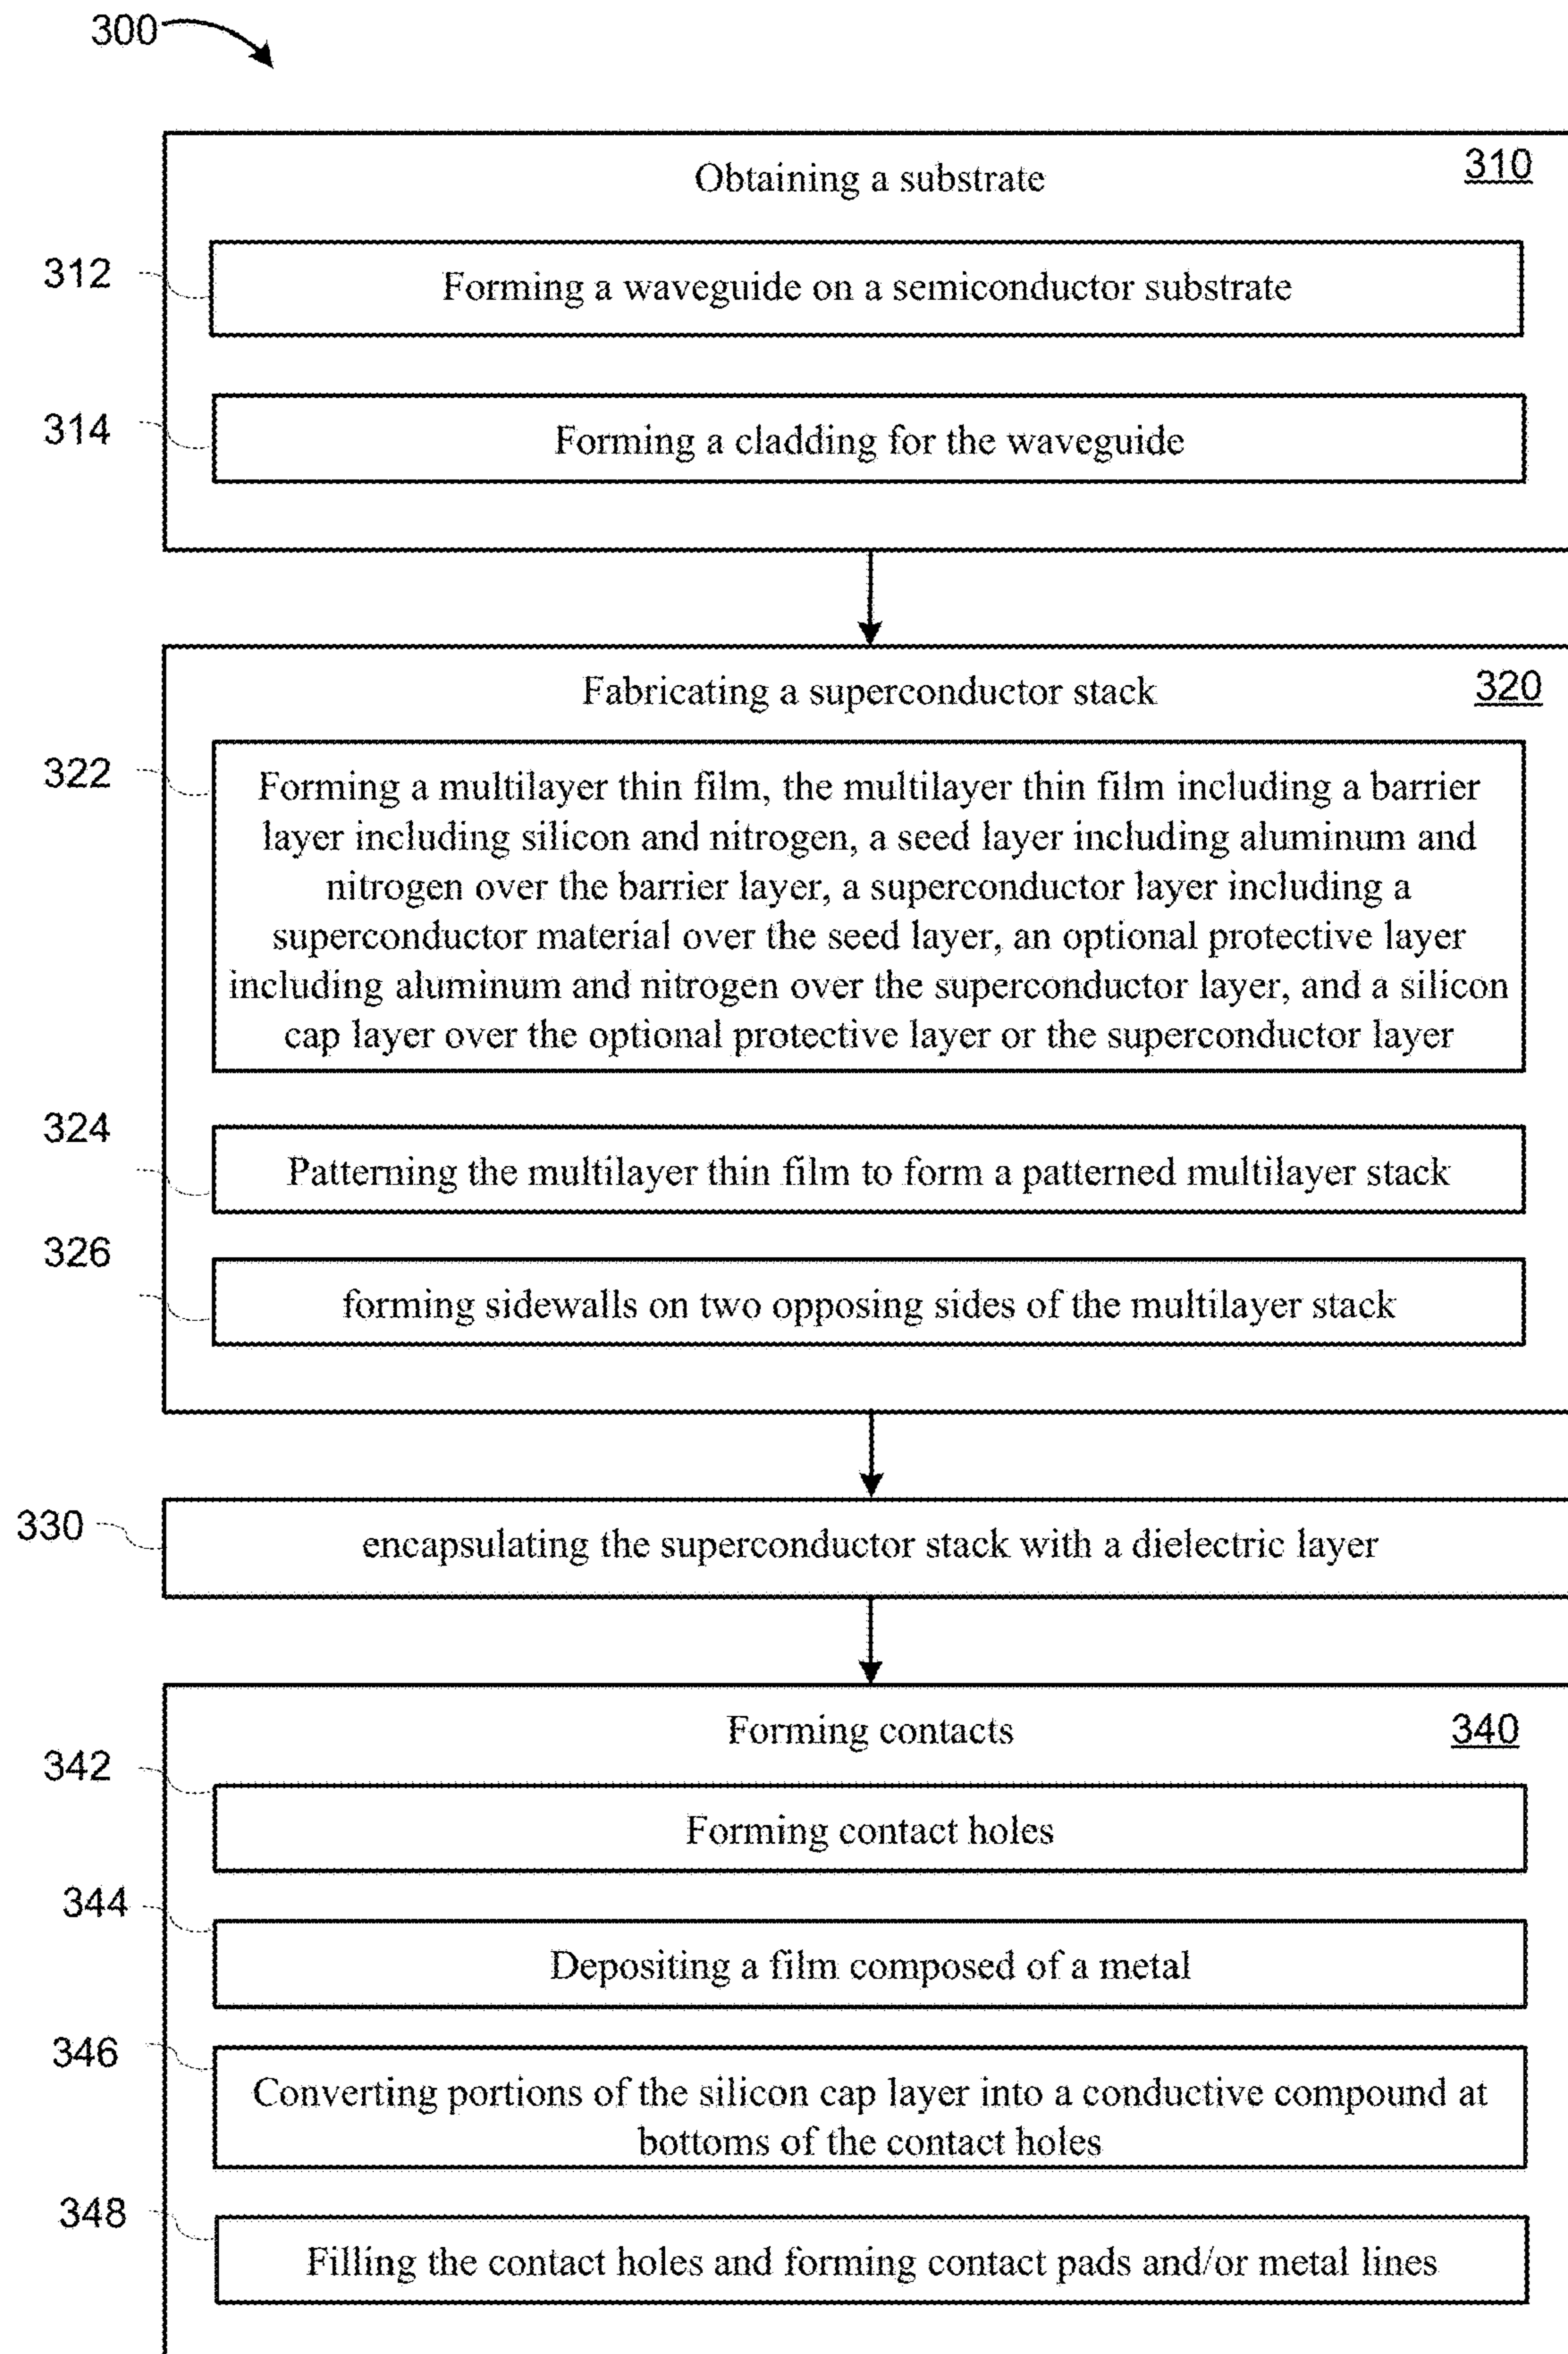 300
Obtaining a substrate 310
312 Forming a waveguide on a semiconductor substrate
314 Forming a cladding for the waveguide
Fabricating a superconductor stack 320
322 Forming a multilayer thin film, the multilayer thin film including a barrier
layer including silicon and nitrogen, a seed layer including aluminum and
nitrogen over the barrier layer, a superconductor layer including a
superconductor material over the seed layer, an optional protective layer
including aluminum and nitrogen over the superconductor layer, and a silicon
cap layer over the optional protective layer or the superconductor layer
324
Patterning the multilayer thin film to form a patterned multilayer stack
326
forming sidewalls on two opposing sides of the multilayer stack
330 encapsulating the superconductor stack with a dielectric layer
Forming contacts 340
342
Forming contact holes
344
Depositing a film composed of a metal
346
Converting portions of the silicon cap layer into a conductive compound at
bottoms of the contact holes
348
Filling the contact holes and forming contact pads and/or metal lines